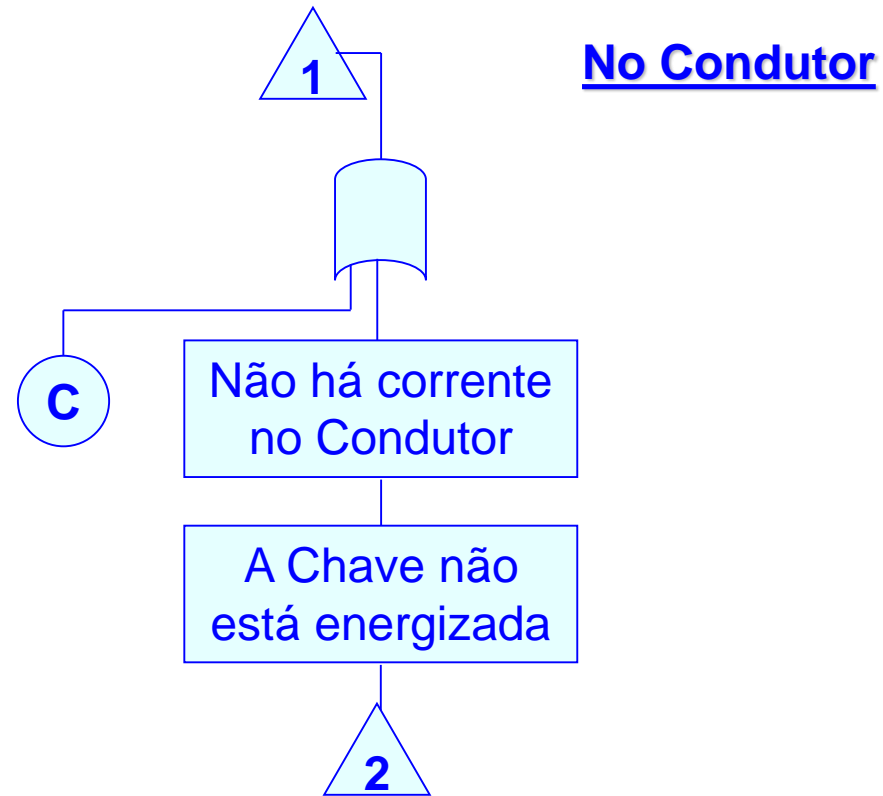 1
No Condutor
C
Não há corrente
no Condutor
A Chave não
está energizada
2